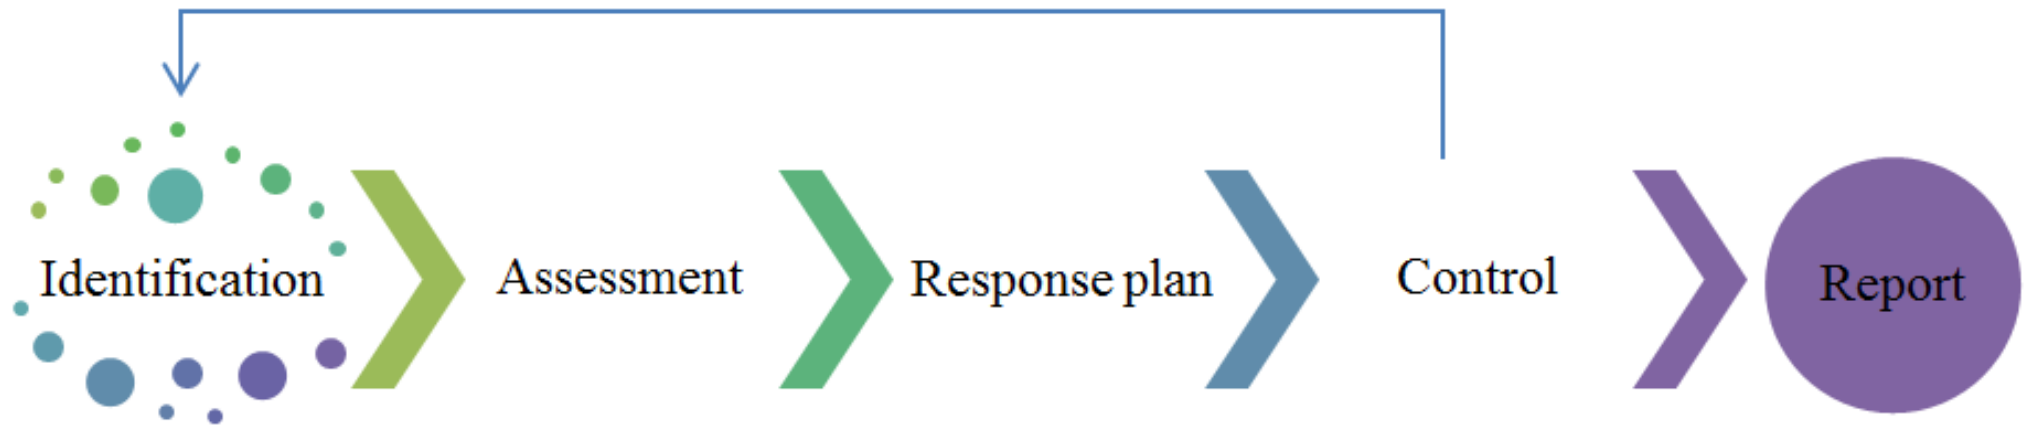 Identification
Assessment
Response plan
Control
Report